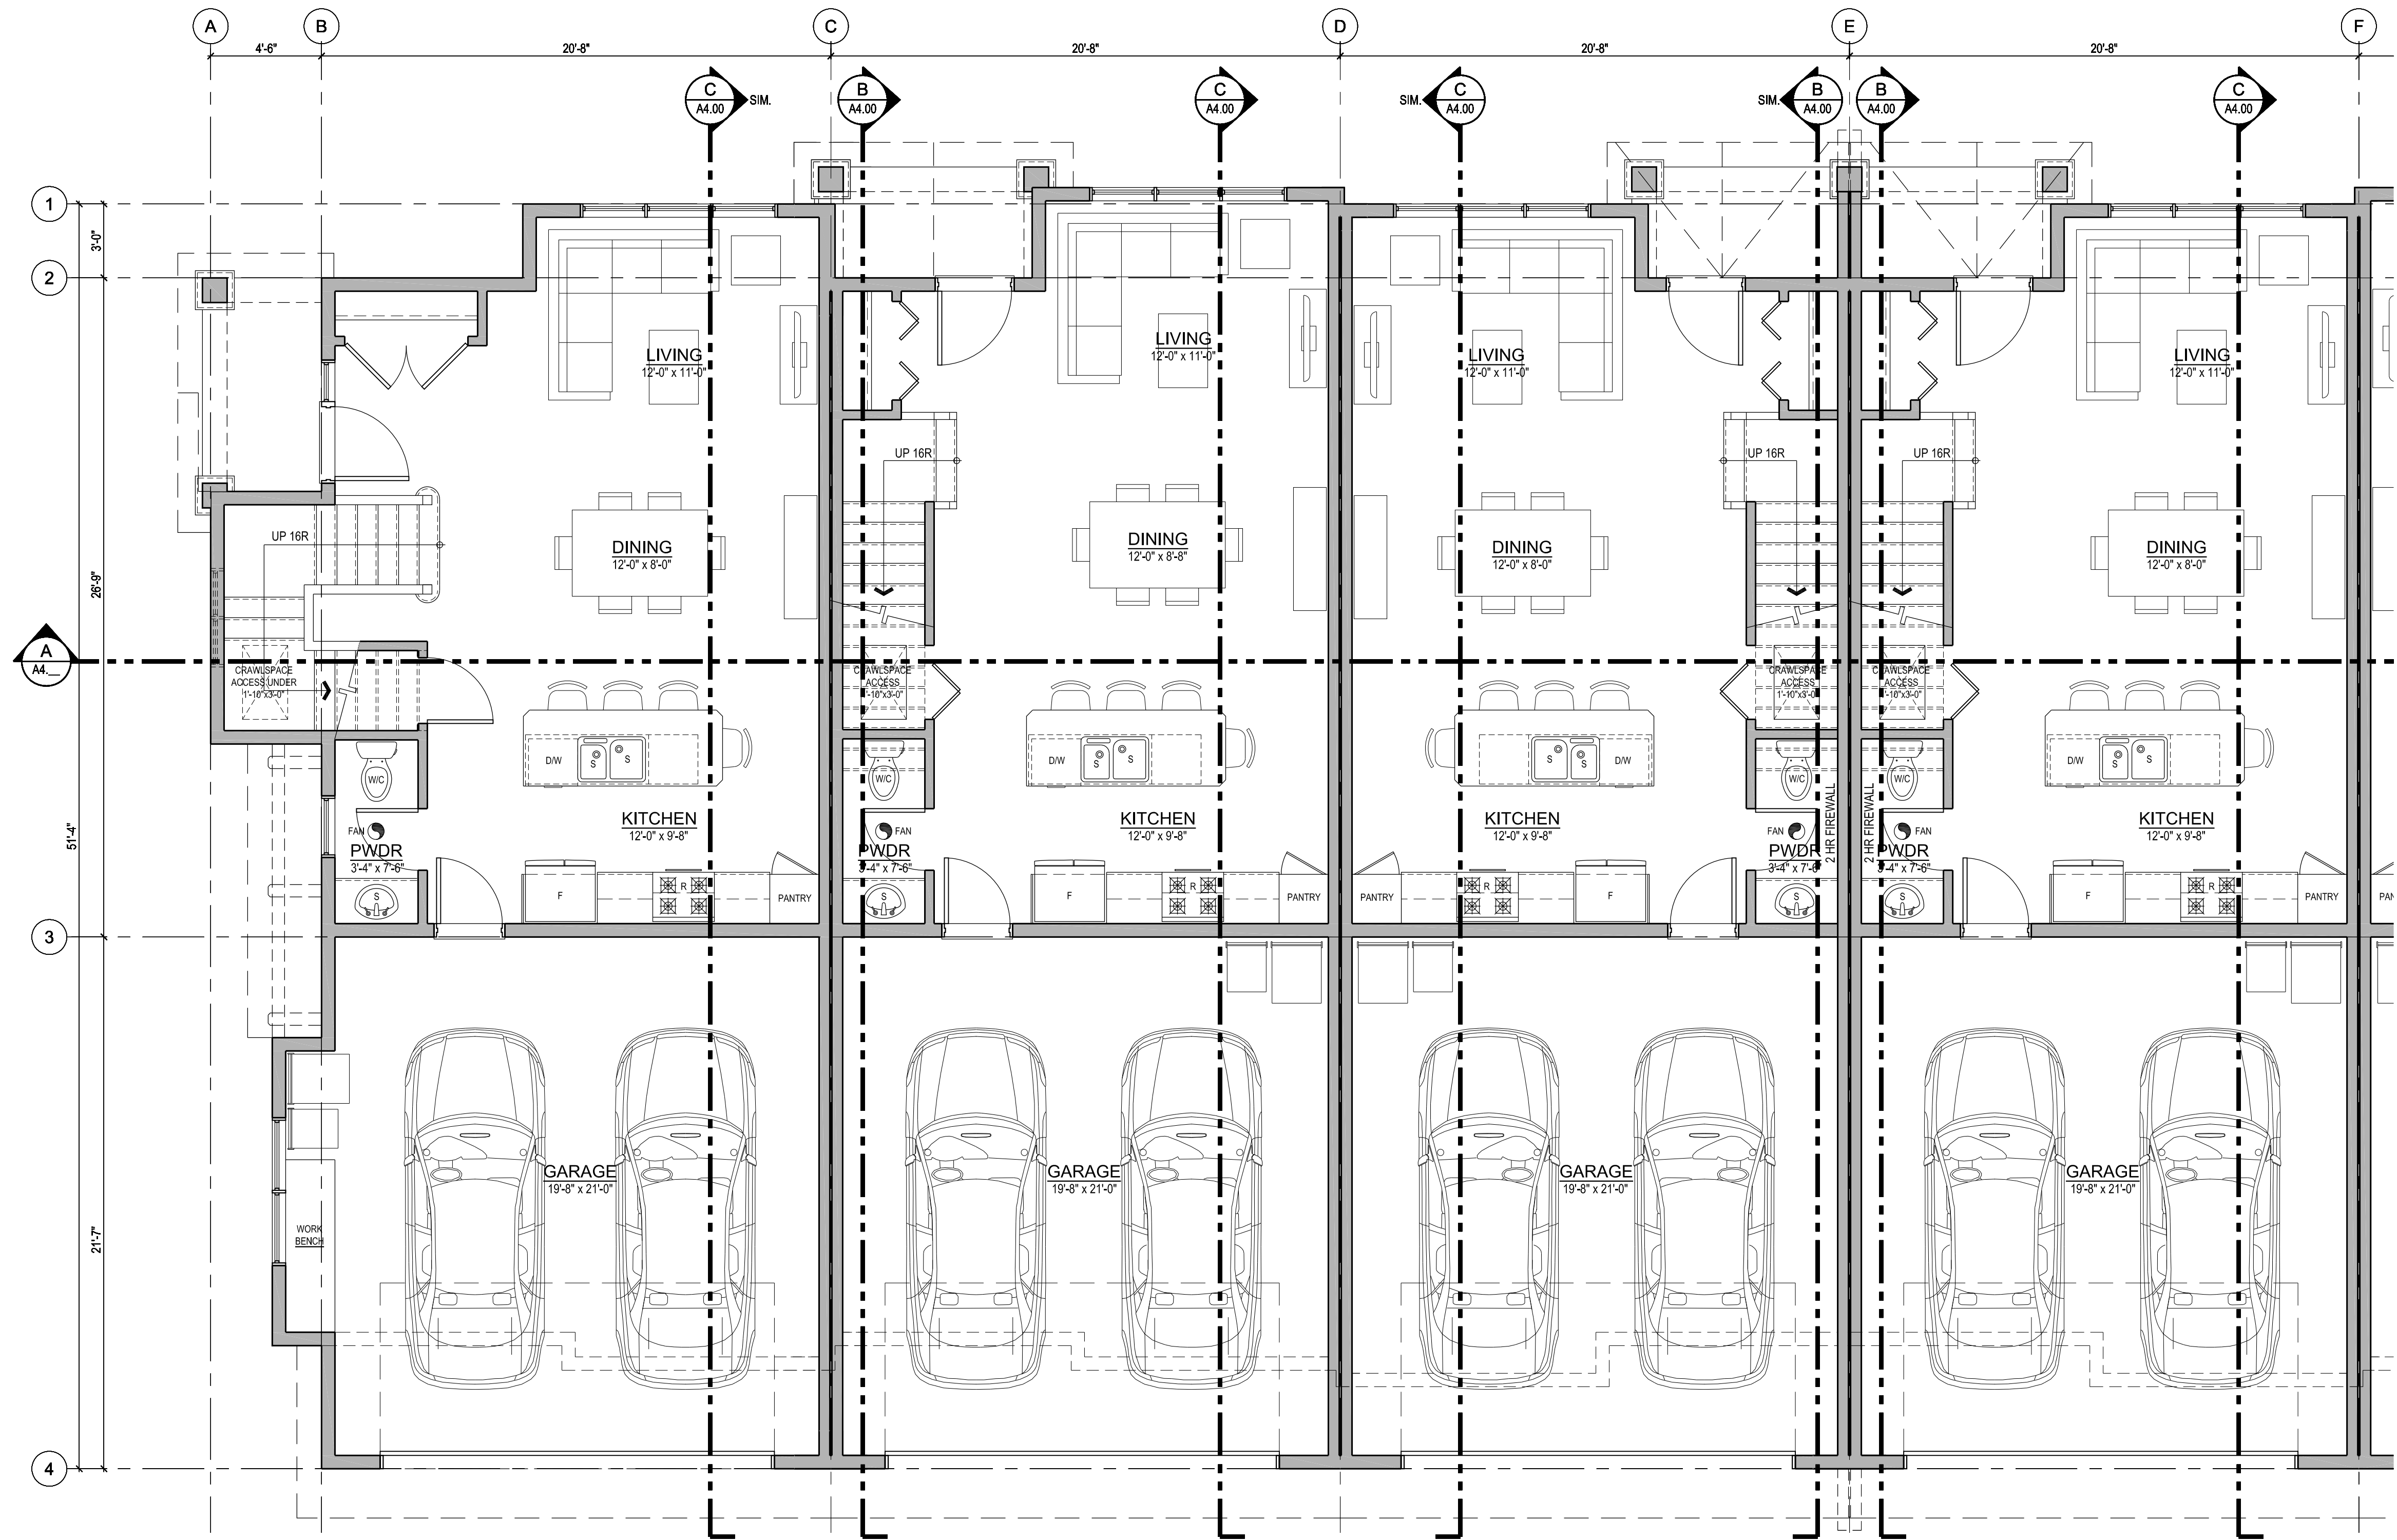 A B C D E F
4'-6" 20'-8" 20'-8" 20'-8" 20'-8"
C
A4.00
SIM.
B
A4.00
C
A4.00
SIM.
C
A4.00
SIM.
B
A4.00
B
A4.00
C
A4.00
1
3'-0"
2
26'-9"
51'-4"
A
A4.__
3
21'-7"
4
LIVING
12'-0" x 11'-0"
UP 16R
DINING
12'-0" x 8'-0"
CRAWLSPACE
ACCESS UNDER
1'-10"x3'-0"
D/W
S
S
W/C
KITCHEN
12'-0" x 9'-8"
FAN
PWDR
3'-4" x 7'-6"
S
F
R
PANTRY
GARAGE
19'-8" x 21'-0"
WORK
BENCH
LIVING
12'-0" x 11'-0"
UP 16R
DINING
12'-0" x 8'-8"
CRAWLSPACE
ACCESS
1'-10"x3'-0"
D/W
S
S
W/C
KITCHEN
12'-0" x 9'-8"
FAN
PWDR
3'-4" x 7'-6"
S
F
R
PANTRY
GARAGE
19'-8" x 21'-0"
LIVING
12'-0" x 11'-0"
UP 16R
DINING
12'-0" x 8'-0"
CRAWLSPACE
ACCESS
1'-10"x3'-0"
S
S
D/W
W/C
KITCHEN
12'-0" x 9'-8"
FAN
PWDR
3'-4" x 7'-6"
2 HR FIREWALL
PANTRY
R
F
S
GARAGE
19'-8" x 21'-0"
LIVING
12'-0" x 11'-0"
UP 16R
DINING
12'-0" x 8'-0"
CRAWLSPACE
ACCESS
1'-10"x3'-0"
D/W
S
S
W/C
KITCHEN
12'-0" x 9'-8"
2 HR FIREWALL
FAN
PWDR
3'-4" x 7'-6"
S
F
R
PANTRY
GARAGE
19'-8" x 21'-0"